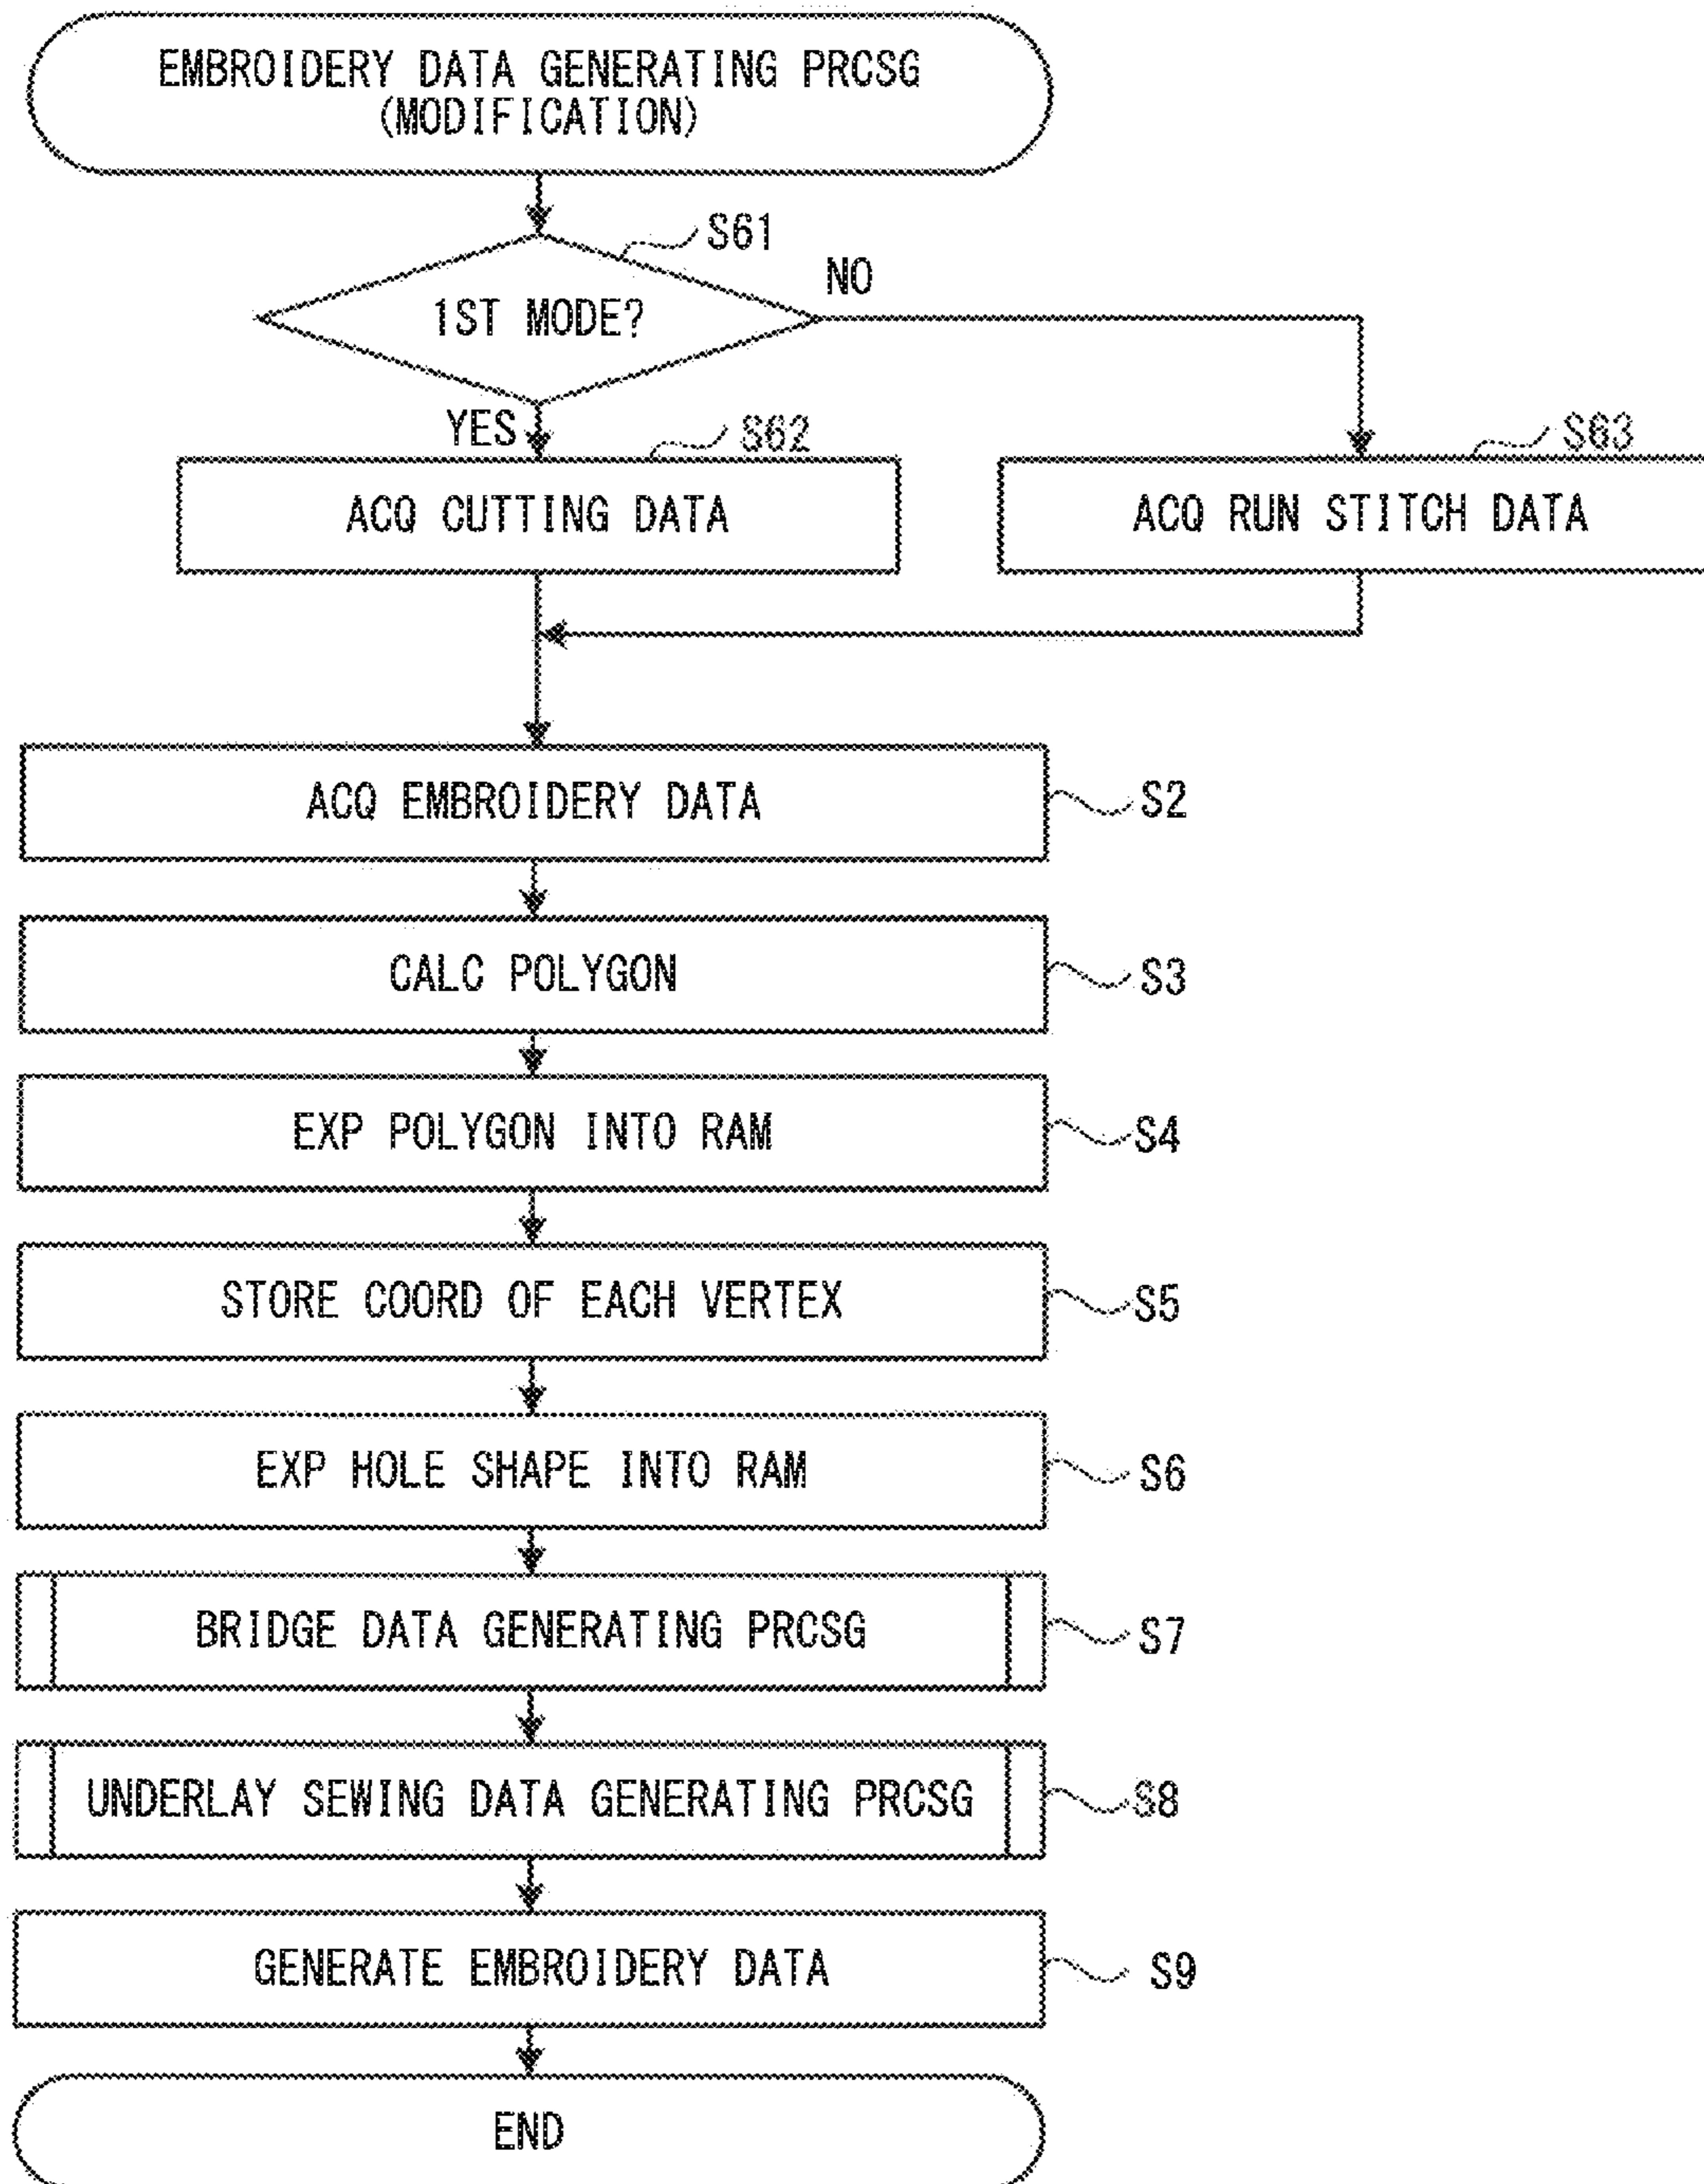 EMBROIDERY DATA GENERATING PRCSG
(MODIFICATION)
S61
1ST MODE?
NO
YES
S62
S63
ACQ CUTTING DATA
ACQ RUN STITCH DATA
ACQ EMBROIDERY DATA
S2
CALC POLYGON
S3
EXP POLYGON INTO RAM
S4
STORE COORD OF EACH VERTEX
S5
EXP HOLE SHAPE INTO RAM
S6
BRIDGE DATA GENERATING PRCSG
S7
UNDERLAY SEWING DATA GENERATING PRCSG
S8
GENERATE EMBROIDERY DATA
S9
END